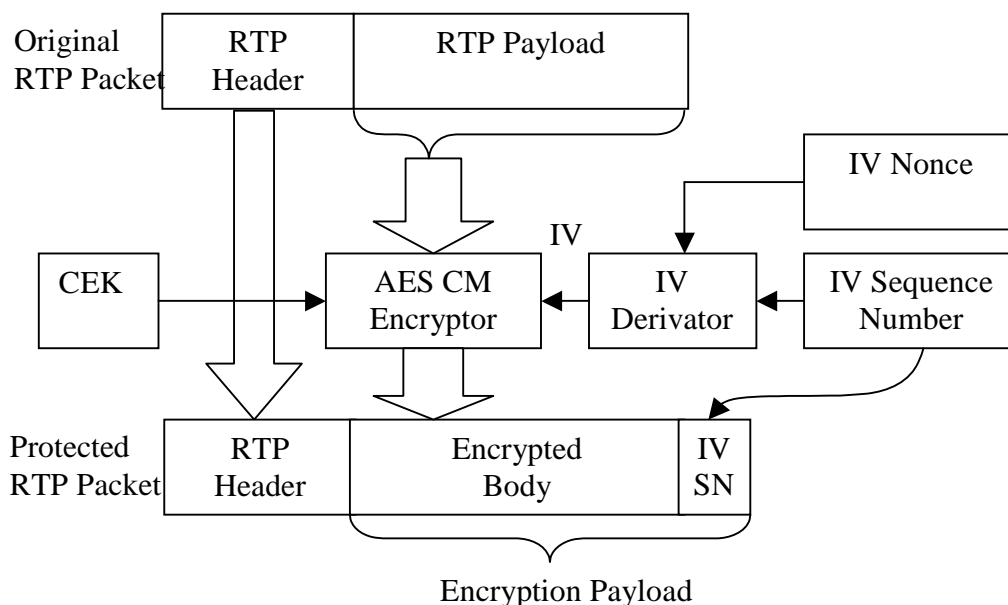 Original
RTP Packet
RTP
Header
RTP Payload
IV Nonce
IV
CEK
AES CM
Encryptor
IV
Derivator
IV Sequence
Number
Protected
RTP Packet
RTP
Header
Encrypted
Body
IV
SN
Encryption Payload